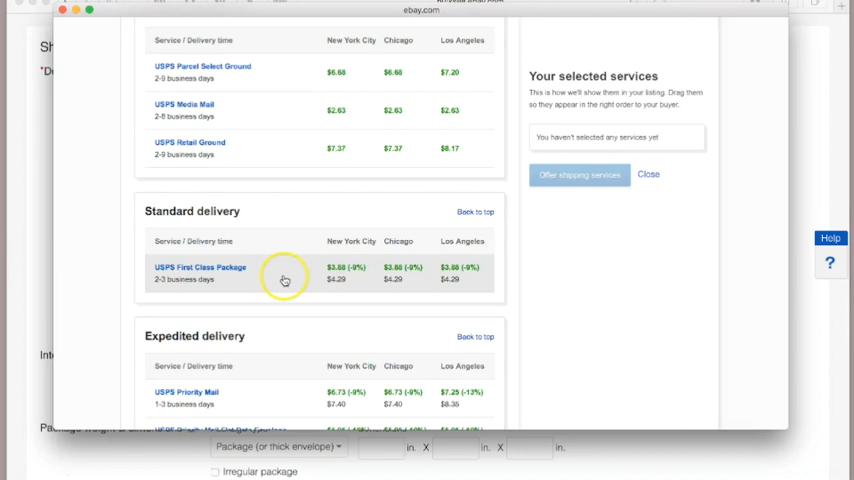 ebay.com
Sh
*Do
Service / Delivery time New York City Chicago Los Angeles
USPS Parcel Select Ground $6.68 $6.68 $7.20
2-9 business days
USPS Media Mail $2.63 $2.63 $2.63
2-8 business days
USPS Retail Ground $7.37 $7.37 $8.17
2-9 business days
Your selected services
This is how we'll show them in your listing. Drag them
so they appear in the right order to your buyer.
You haven't selected any services yet
Offer shipping services Close
Standard delivery Back to top
Service / Delivery time New York City Chicago Los Angeles
USPS First Class Package $3.88 (-9%) $3.88 (-9%) $3.88 (-9%)
2-3 business days $4.29 $4.29 $4.29
Expedited delivery Back to top
Service / Delivery time New York City Chicago Los Angeles
USPS Priority Mail $6.73 (-9%) $6.73 (-9%) $7.25 (-13%)
1-3 business days $7.40 $7.40 $8.35
Help
?
Inte
Package (or thick envelope) in. X in. X in.
Irregular package